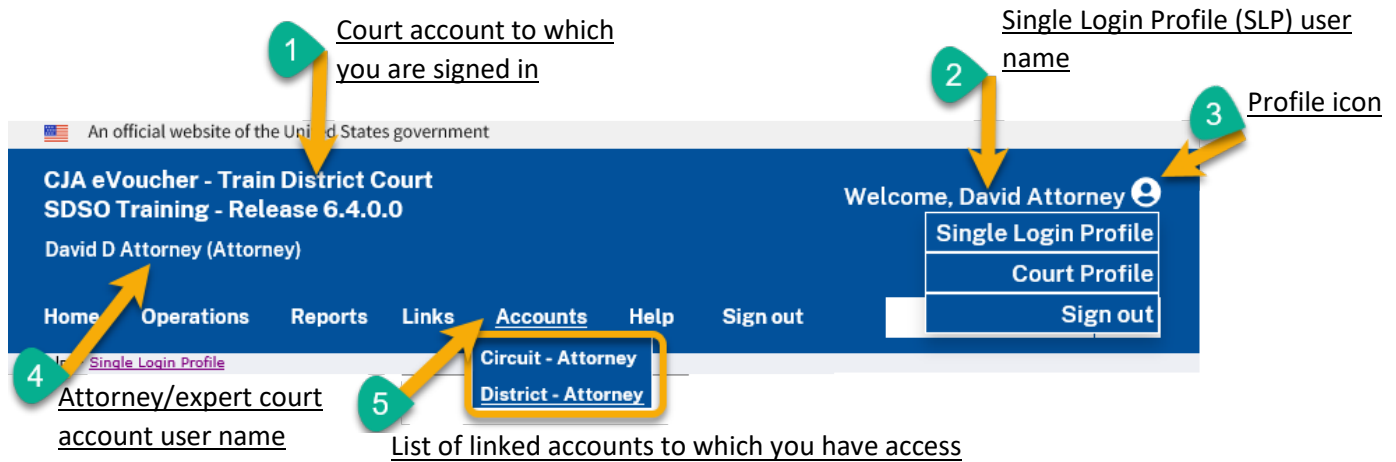 1
Court account to which
you are signed in
2
Single Login Profile (SLP) user
name
3
Profile icon
An official website of the United States government
CJA eVoucher - Train District Court
SDSO Training - Release 6.4.0.0
David D Attorney (Attorney)
Welcome, David Attorney
Single Login Profile
Court Profile
Sign out
Home Operations Reports Links Accounts Help Sign out
Single Login Profile
Circuit - Attorney
District - Attorney
4
Attorney/expert court
account user name
5
List of linked accounts to which you have access